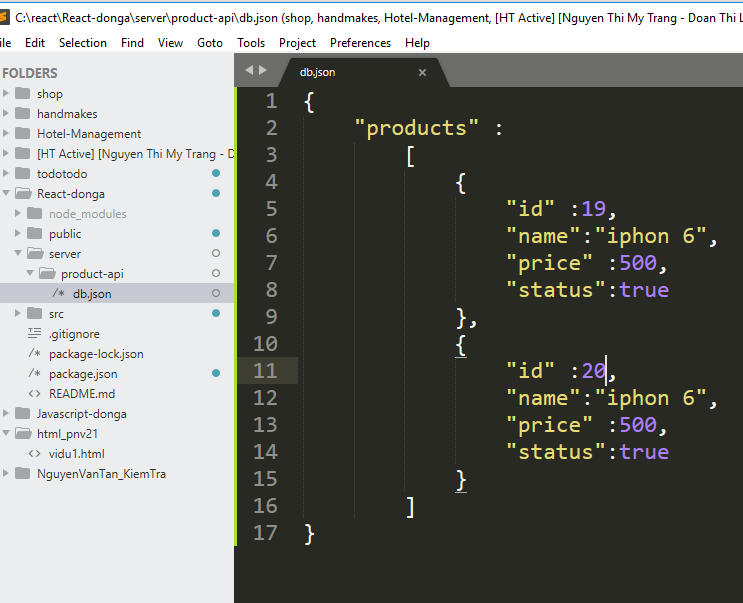 C:\react\React-donga\server\product-api\db.json (shop, handmakes, Hotel-Management, [HT Active] [Nguyen Thi My Trang - Doan Thi
Edit Selection Find View Goto Tools Project Preferences Help
FOLDERS
shop
handmakes
Hotel-Management
[HT Active] [Nguyen Thi My Trang -
todotodo
React-donga
node_modules
public
server
product-api
/* db.json
src
.gitignore
/* package-lock.json
/* package.json
<> README.md
Javascript-donga
html_pnv21
<> vidu1.html
NguyenVanTan_KiemTra
db.json ×
1 {
2 "products" :
3 [
4 {
5 "id" :19,
6 "name":"iphon 6",
7 "price" :500,
8 "status":true
9 },
10 {
11 "id" :20,
12 "name":"iphon 6",
13 "price" :500,
14 "status":true
15 }
16 ]
17 }